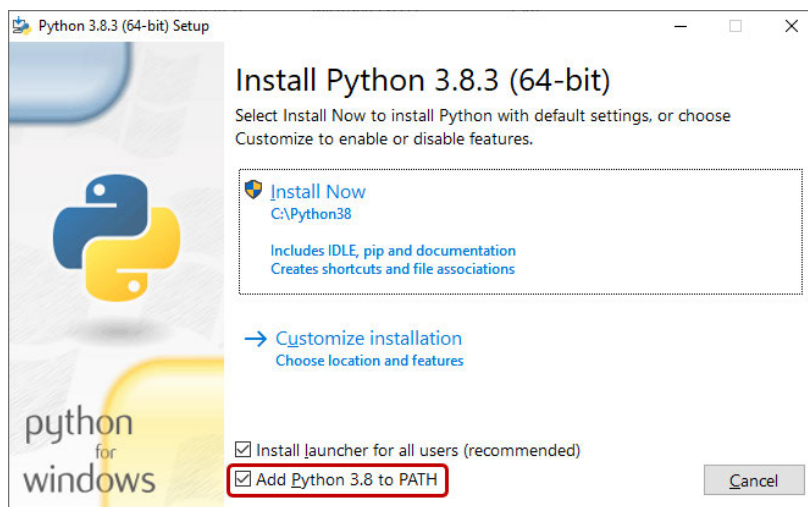 Python 3.8.3 (64-bit) Setup
Install Python 3.8.3 (64-bit)
Select Install Now to install Python with default settings, or choose
Customize to enable or disable features.
Install Now
C:\Python38
Includes IDLE, pip and documentation
Creates shortcuts and file associations
Customize installation
Choose location and features
python
for
windows
Install launcher for all users (recommended)
Add Python 3.8 to PATH
Cancel